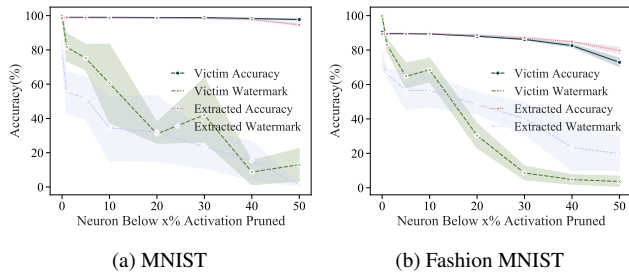 100
80
60
40
20
0
Accuracy(%)
Victim Accuracy
Victim Watermark
Extracted Accuracy
Extracted Watermark
0 10 20 30 40 50
Neuron Below x% Activation Pruned
(a) MNIST
100
80
60
40
20
0
Accuracy(%)
Victim Accuracy
Victim Watermark
Extracted Accuracy
Extracted Watermark
0 10 20 30 40 50
Neuron Below x% Activation Pruned
(b) Fashion MNIST